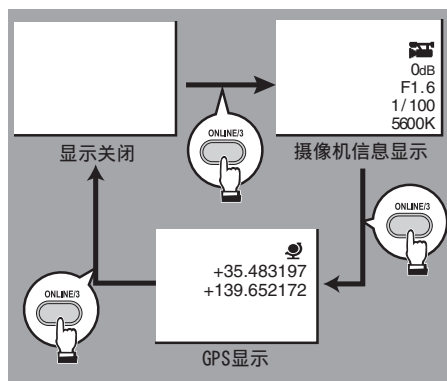 0dB
F1.6
1/100
5600K
ONLINE/3
显示关闭
摄像机信息显示
ONLINE/3
+35.483197
+139.652172
ONLINE/3
GPS显示